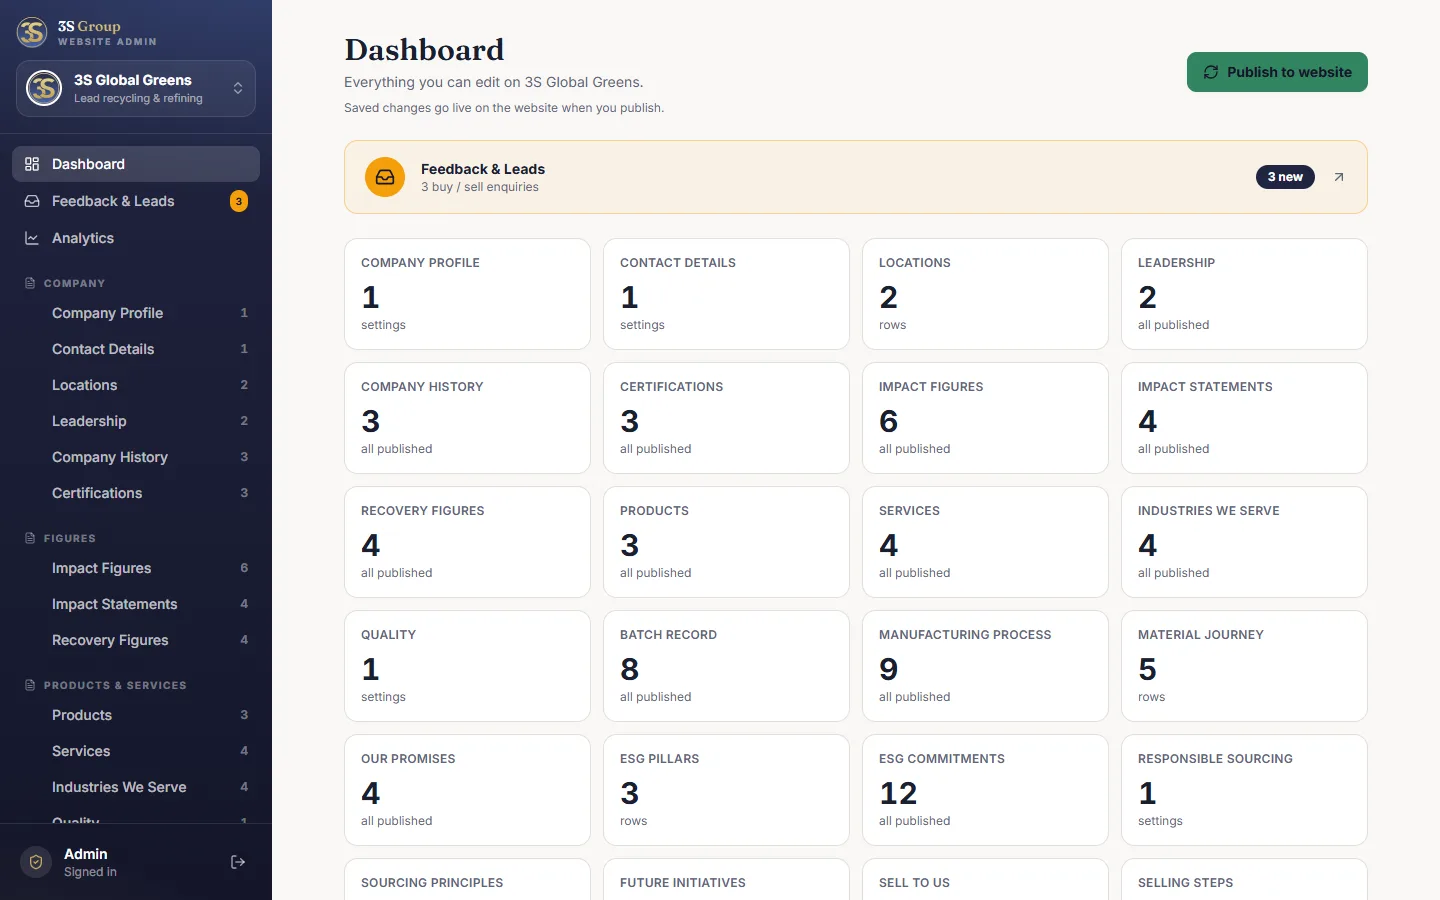 3S Group
WEBSITE ADMIN
3S Global Greens
Lead recycling & refining
Dashboard
Feedback & Leads 3
Analytics
COMPANY
Company Profile 1
Contact Details 1
Locations 2
Leadership 2
Company History 3
Certifications 3
FIGURES
Impact Figures 6
Impact Statements 4
Recovery Figures 4
PRODUCTS & SERVICES
Products 3
Services 4
Industries We Serve 4
Quality 1
Admin
Signed in
Dashboard
Everything you can edit on 3S Global Greens.
Saved changes go live on the website when you publish.
Publish to website
Feedback & Leads
3 buy / sell enquiries
3 new
COMPANY PROFILE
1
settings
CONTACT DETAILS
1
settings
LOCATIONS
2
rows
LEADERSHIP
2
all published
COMPANY HISTORY
3
all published
CERTIFICATIONS
3
all published
IMPACT FIGURES
6
all published
IMPACT STATEMENTS
4
all published
RECOVERY FIGURES
4
all published
PRODUCTS
3
all published
SERVICES
4
all published
INDUSTRIES WE SERVE
4
all published
QUALITY
1
settings
BATCH RECORD
8
all published
MANUFACTURING PROCESS
9
all published
MATERIAL JOURNEY
5
rows
OUR PROMISES
4
all published
ESG PILLARS
3
rows
ESG COMMITMENTS
12
all published
RESPONSIBLE SOURCING
1
settings
SOURCING PRINCIPLES
FUTURE INITIATIVES
SELL TO US
SELLING STEPS